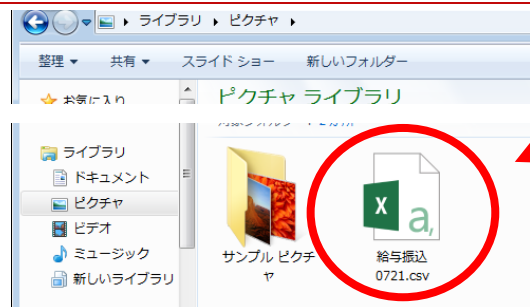 ライブラリ ▸ ピクチャ ▸
整理 ▼ 共有 ▼ スライド ショー 新しいフォルダー
お気に入り
ピクチャ ライブラリ
ライブラリ
ドキュメント
ピクチャ
ビデオ
ミュージック
新しいライブラリ
サンプル ピクチ
ャ
X a,
給与振込
0721.csv